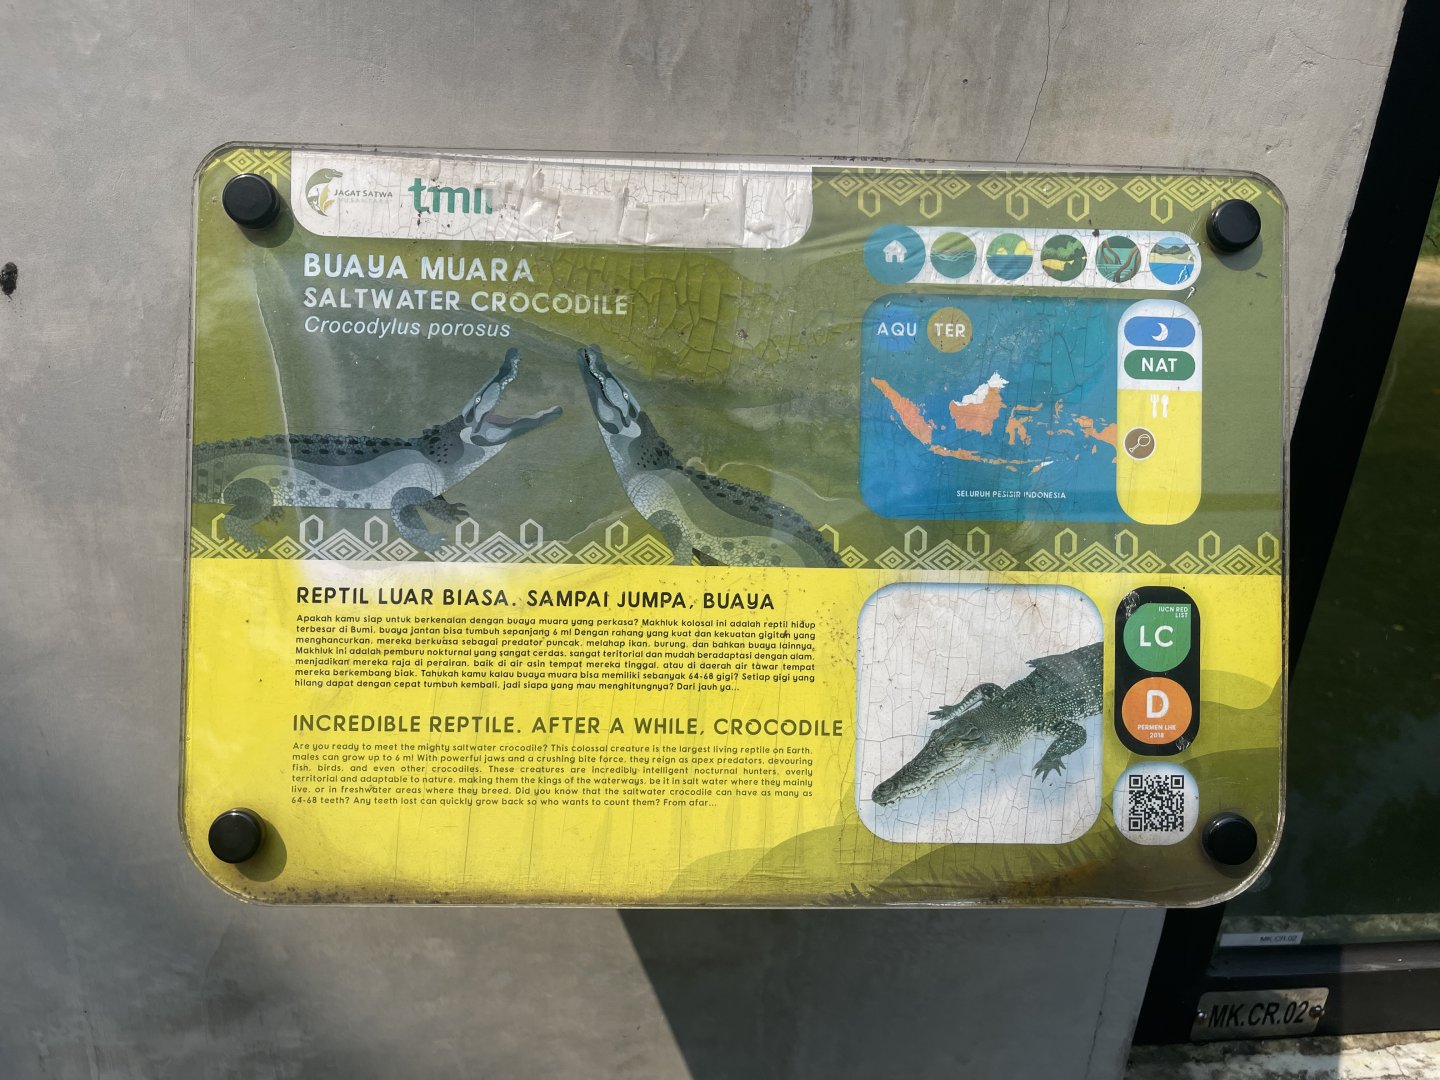 JAGAT SATWA
NUSANTARA
tmii
BUAYA MUARA
SALTWATER CROCODILE
Crocodylus porosus
AQU TER
NAT
SELURUH PESISIR INDONESIA
REPTIL LUAR BIASA. SAMPAI JUMPA, BUAYA
Apakah kamu siap untuk berkenalan dengan buaya muara yang perkasa? Makhluk kolosal ini adalah reptil hidup
terbesar di Bumi, buaya jantan bisa tumbuh sepanjang 6 m! Dengan rahang yang kuat dan kekuatan gigitan yang
menghancurkan, mereka berkuasa sebagai predator puncak, melahap ikan, burung, dan bahkan buaya lainnya.
Makhluk ini adalah pemburu nokturnal yang sangat cerdas, sangat teritorial dan mudah beradaptasi dengan alam,
menjadikan mereka raja di perairan, baik di air asin tempat mereka tinggal, atau di daerah air tawar tempat
mereka berkembang biak. Tahukah kamu kalau buaya muara bisa memiliki sebanyak 64-68 gigi? Setiap gigi yang
hilang dapat dengan cepat tumbuh kembali, jadi siapa yang mau menghitungnya? Dari jauh ya...
INCREDIBLE REPTILE. AFTER A WHILE, CROCODILE
Are you ready to meet the mighty saltwater crocodile? This colossal creature is the largest living reptile on Earth,
males can grow up to 6 m! With powerful jaws and a crushing bite force, they reign as apex predators, devouring
fish, birds, and even other crocodiles. These creatures are incredibly intelligent nocturnal hunters, overly
territorial and adaptable to nature, making them the kings of the waterways, be it in salt water where they mainly
live, or in freshwater areas where they breed. Did you know that the saltwater crocodile can have as many as
64-68 teeth? Any teeth lost can quickly grow back so who wants to count them? From afar...
IUCN RED
LIST
LC
D
PERMEN LHK
2018
MK.CR.02
MK.CR.02